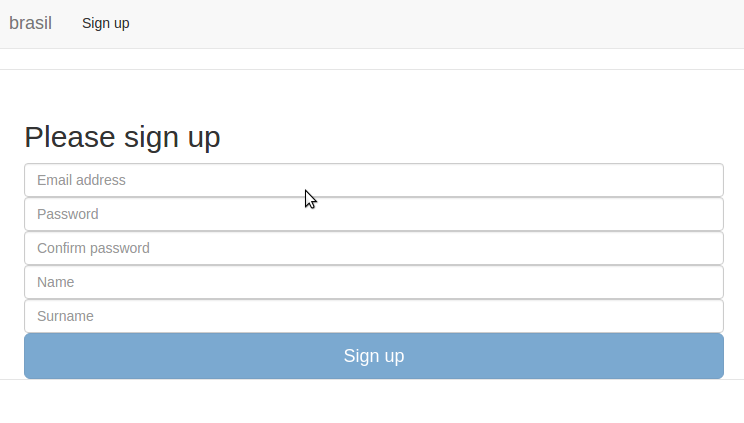 brasil Sign up
Please sign up
Email address
Password
Confirm password
Name
Surname
Sign up